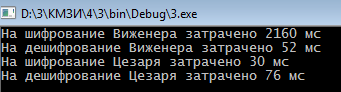 D:\3\КМЗИ\4\3\bin\Debug\3.exe
На шифрование Виженера затрачено 2160 мс
На дешифрование Виженера затрачено 52 мс
На шифрование Цезаря затрачено 30 мс
На дешифрование Цезаря затрачено 76 мс